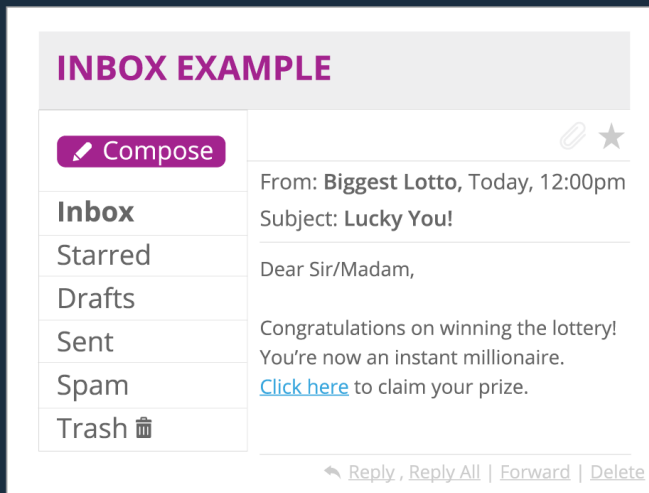 INBOX EXAMPLE
Compose
Inbox
Starred
Drafts
Sent
Spam
Trash
From: Biggest Lotto, Today, 12:00pm
Subject: Lucky You!
Dear Sir/Madam,
Congratulations on winning the lottery!
You’re now an instant millionaire.
Click here to claim your prize.
Reply , Reply All | Forward | Delete